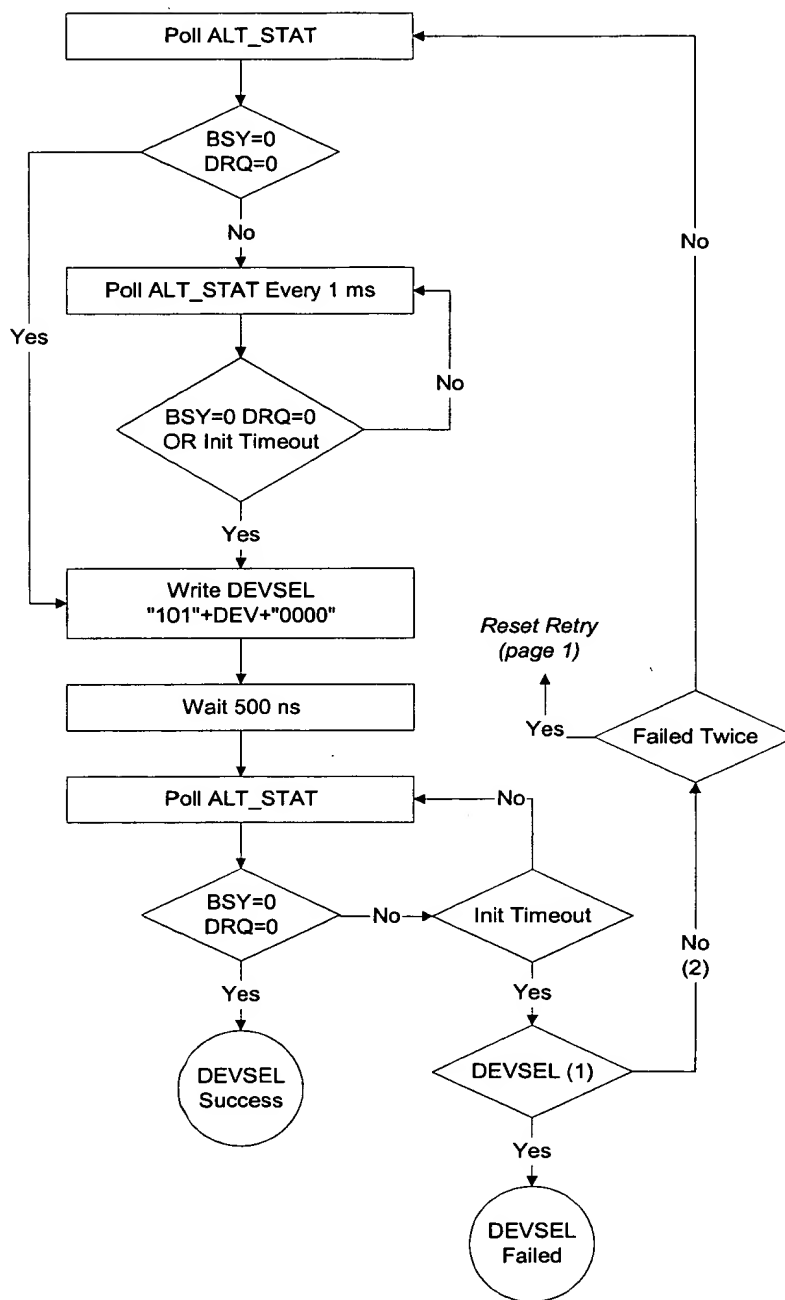 Poll ALT_STAT
BSY=0
DRQ=0
No
No
Poll ALT_STAT Every 1 ms
Yes
No
BSY=0 DRQ=0
OR Init Timeout
Yes
Write DEVSEL
"101"+DEV+"0000"
Reset Retry
(page 1)
Wait 500 ns
Yes
Failed Twice
Poll ALT_STAT
No
BSY=0
DRQ=0
No
Init Timeout
No
(2)
Yes
Yes
DEVSEL
Success
DEVSEL (1)
Yes
DEVSEL
Failed